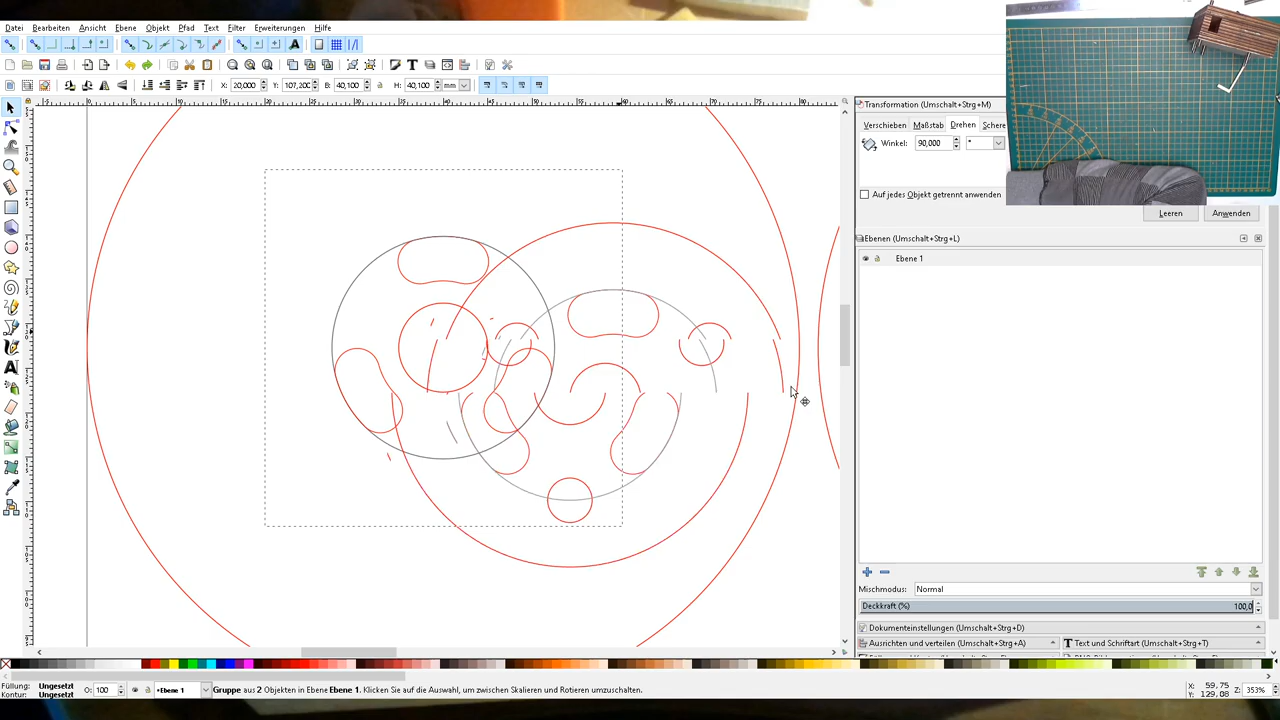 Datei Bearbeiten Ansicht Ebene Objekt Pfad Text Filter Erweiterungen Hilfe
X: 20,000 Y: 107,200 B: 40,100 H: 40,100 mm
Transformation (Umschalt+Strg+M)
Verschieben Maßstab Drehen Schere
Winkel: 90,000 °
Auf jedes Objekt getrennt anwenden
Leeren Anwenden
Ebenen (Umschalt+Strg+L)
Ebene 1
Mischmodus: Normal
Deckkraft (%) 100,0
Dokumenteinstellungen (Umschalt+Strg+D)
Ausrichten und verteilen (Umschalt+Strg+A) Text und Schriftart (Umschalt+Strg+T)
Füllung: Ungesetzt
Kontur: Ungesetzt
O: 100
•Ebene 1
Gruppe aus 2 Objekten in Ebene Ebene 1. Klicken Sie auf die Auswahl, um zwischen Skalieren und Rotieren umzuschalten.
X: 59,75
Y: 129,08
Z: 353%